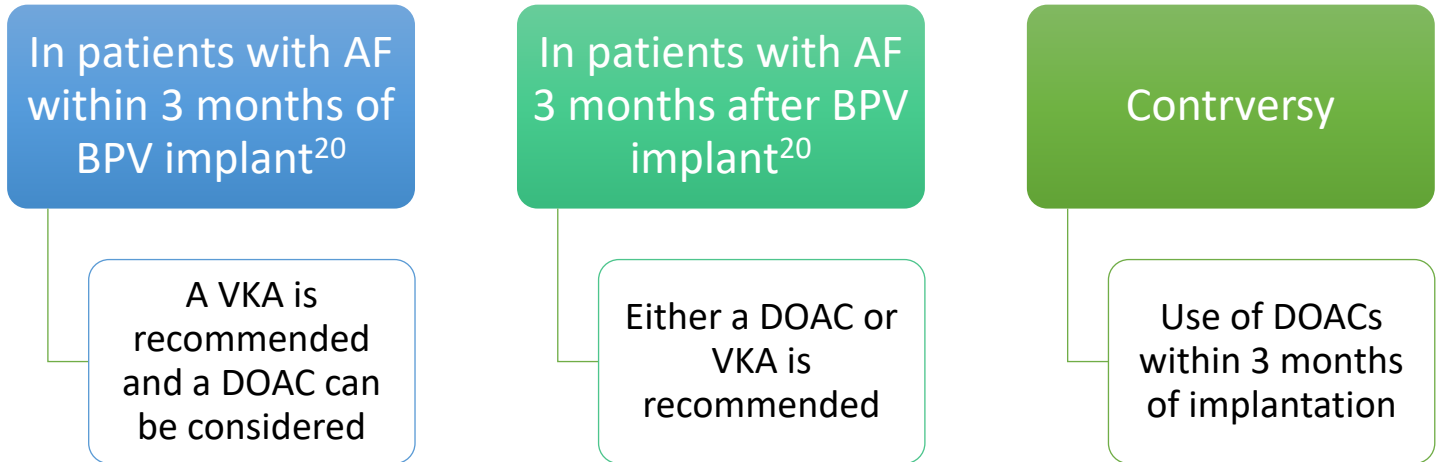 In patients with AF
within 3 months of
BPV implant20
A VKA is
recommended
and a DOAC can
be considered
In patients with AF
3 months after BPV
implant20
Either a DOAC or
VKA is
recommended
Contrversy
Use of DOACs
within 3 months
of implantation